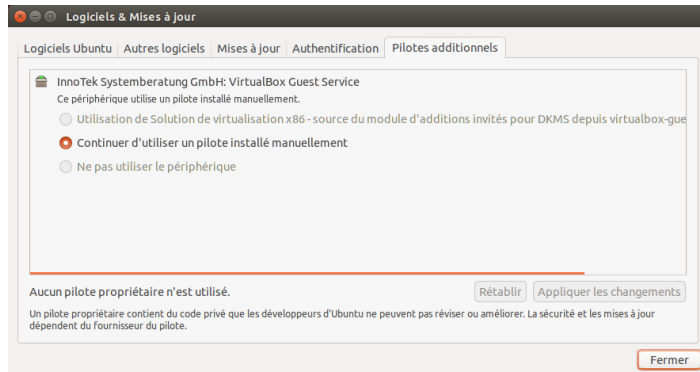 Logiciels & Mises à jour
Logiciels Ubuntu Autres logiciels Mises à jour Authentification Pilotes additionnels
InnoTek Systemberatung GmbH: VirtualBox Guest Service
Ce périphérique utilise un pilote installé manuellement.
Utilisation de Solution de virtualisation x86 - source du module d'additions invités pour DKMS depuis virtualbox-gue
Continuer d'utiliser un pilote installé manuellement
Ne pas utiliser le périphérique
Aucun pilote propriétaire n'est utilisé. Rétablir Appliquer les changements
Un pilote propriétaire contient du code privé que les développeurs d'Ubuntu ne peuvent pas réviser ou améliorer. La sécurité et les mises à jour
dépendent du fournisseur du pilote.
Fermer